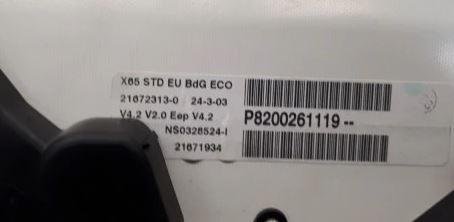 X65 STD EU BdG ECO
21672313-0 24-3-03
V4.2 V2.0 Eep V4.2
P8200261119--
NS0328524-I
21671934